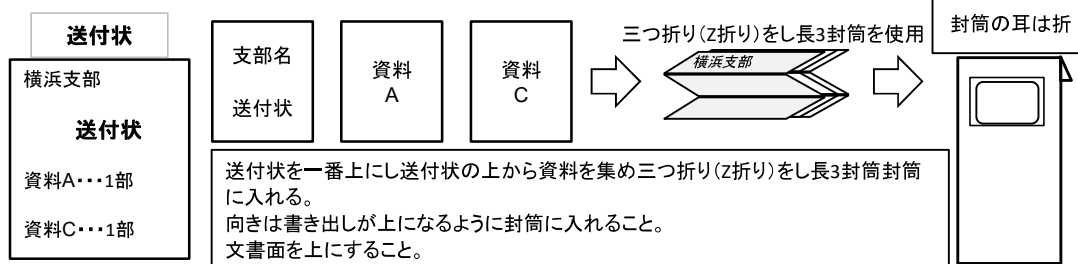 送付状
横浜支部
送付状
資料A・・・1部
資料C・・・1部
支部名
送付状
資料
A
資料
C
三つ折り(Z折り)をし長3封筒を使用
横浜支部
封筒の耳は折
送付状を一番上にし送付状の上から資料を集め三つ折り(Z折り)をし長3封筒封筒
に入れる。
向きは書き出しが上になるように封筒に入れること。
文書面を上にすること。